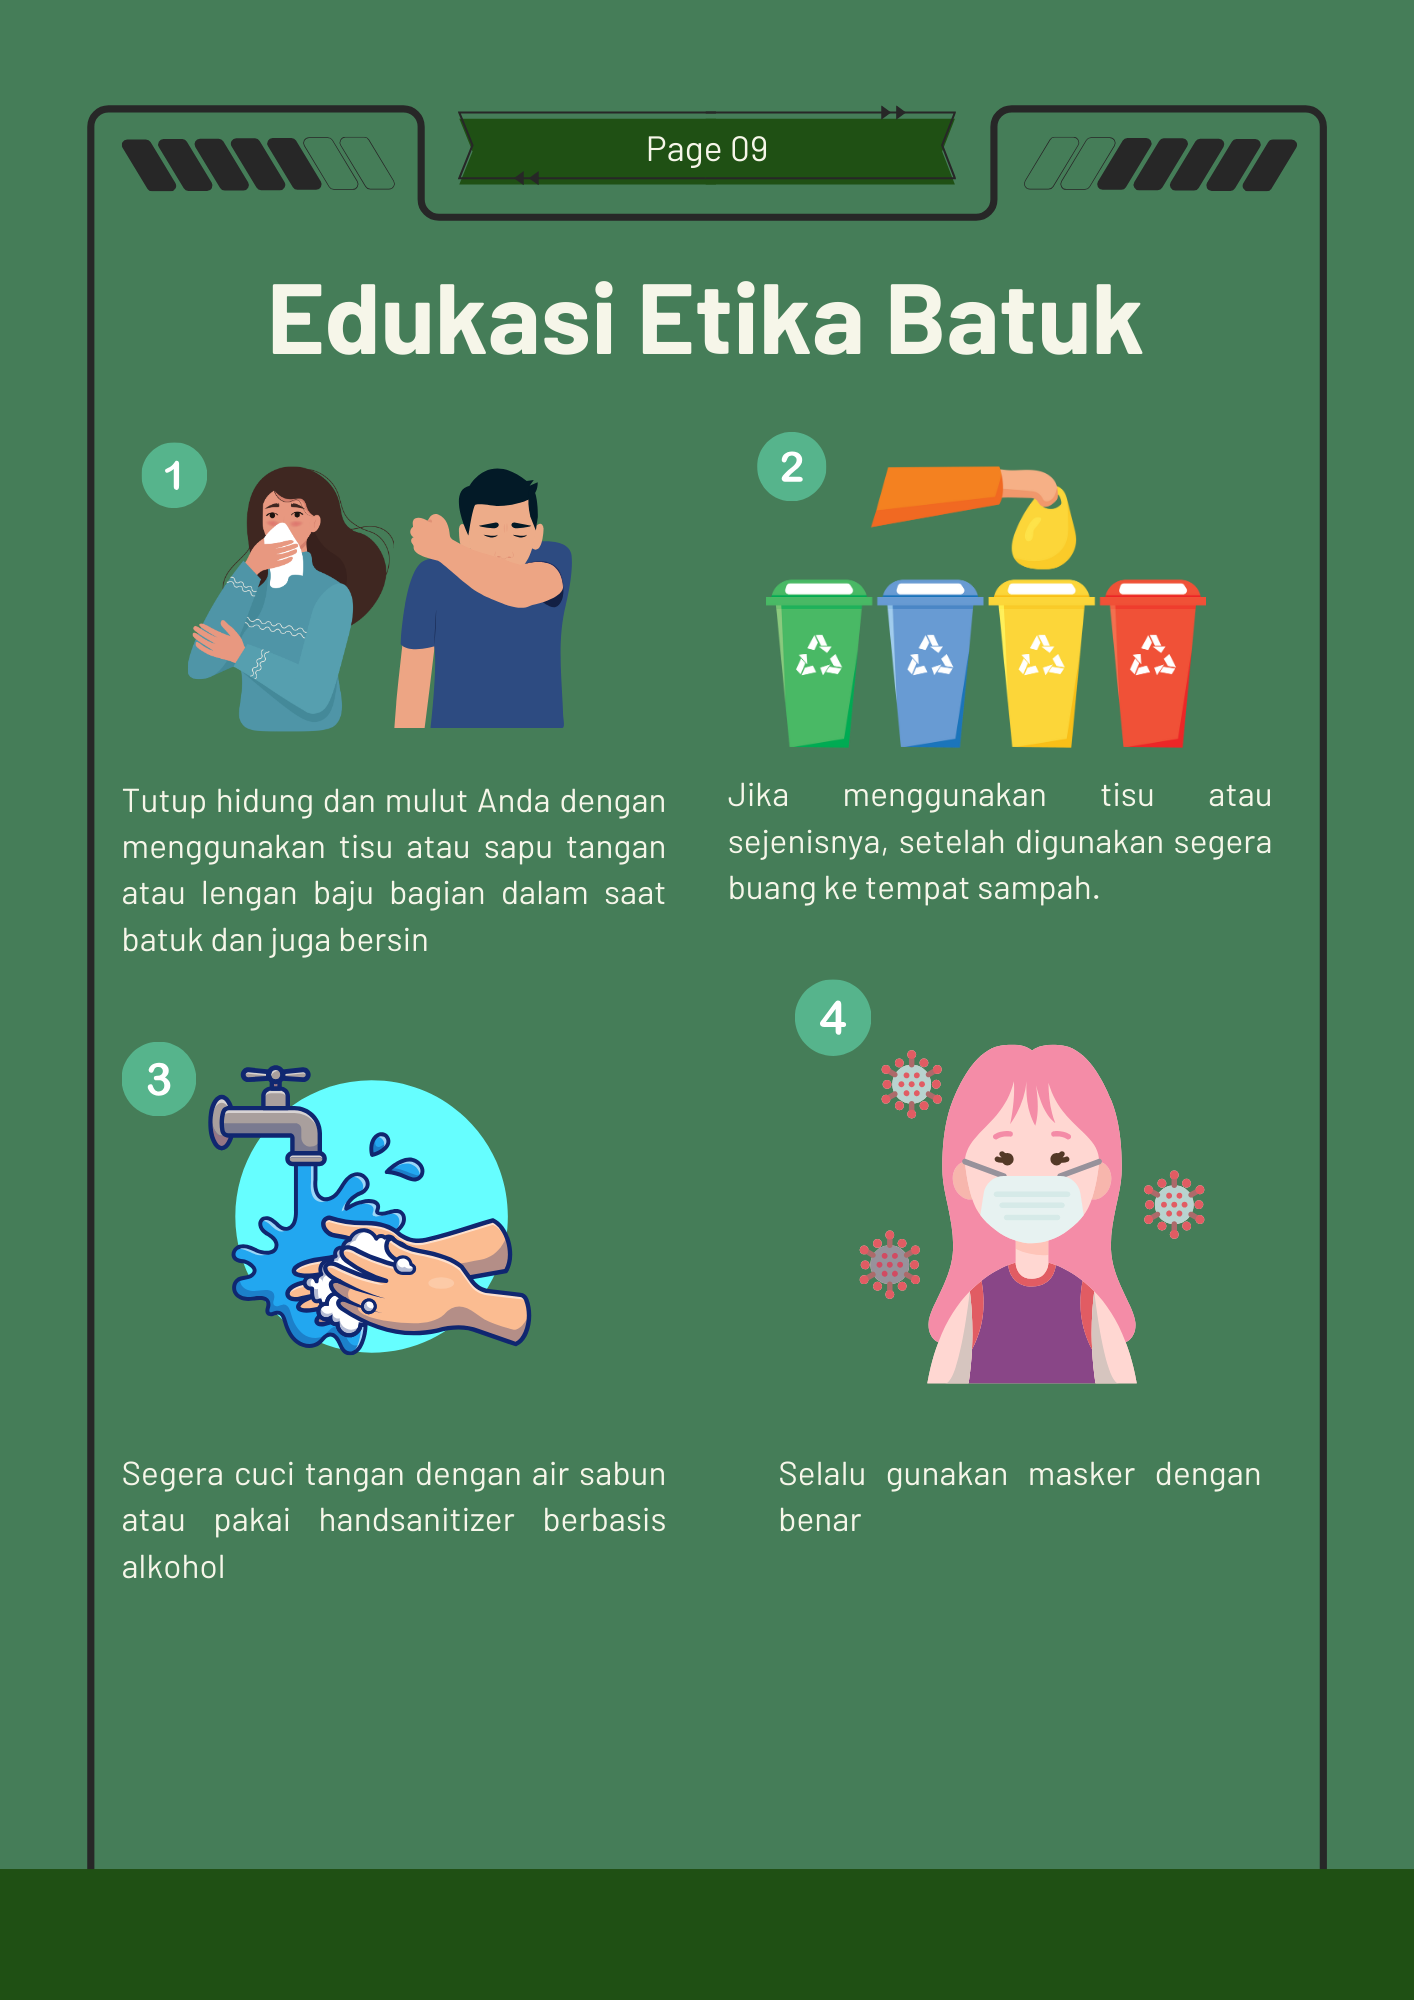 Page 09
Edukasi Etika Batuk
1
Tutup hidung dan mulut Anda dengan
menggunakan tisu atau sapu tangan
atau lengan baju bagian dalam saat
batuk dan juga bersin
2
Jika menggunakan tisu atau
sejenisnya, setelah digunakan segera
buang ke tempat sampah.
3
Segera cuci tangan dengan air sabun
atau pakai handsanitizer berbasis
alkohol
4
Selalu gunakan masker dengan
benar